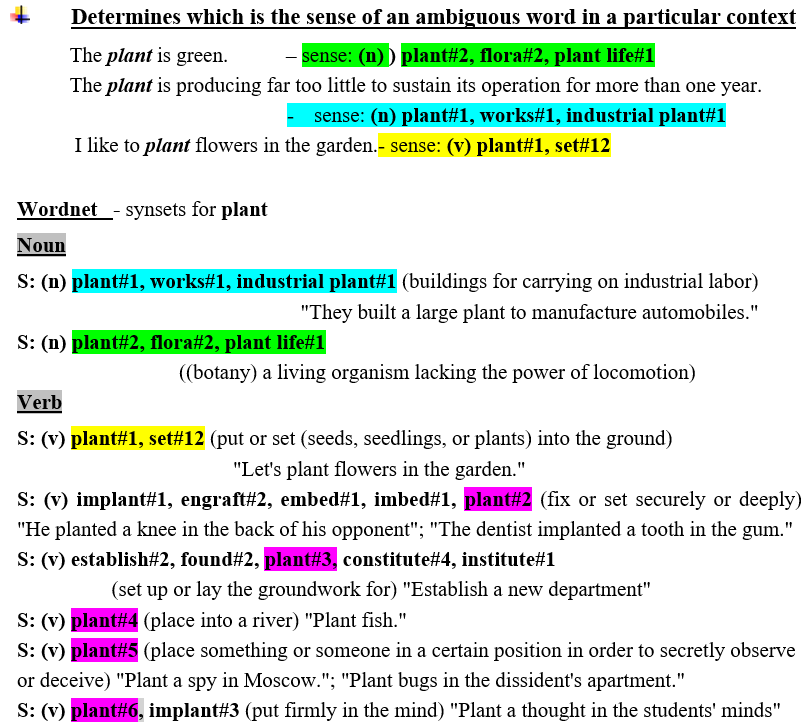 Determines which is the sense of an ambiguous word in a particular context
The plant is green. – sense: (n) ) plant#2, flora#2, plant life#1
The plant is producing far too little to sustain its operation for more than one year.
- sense: (n) plant#1, works#1, industrial plant#1
I like to plant flowers in the garden.- sense: (v) plant#1, set#12
Wordnet - synsets for plant
Noun
S: (n) plant#1, works#1, industrial plant#1 (buildings for carrying on industrial labor)
"They built a large plant to manufacture automobiles."
S: (n) plant#2, flora#2, plant life#1
((botany) a living organism lacking the power of locomotion)
Verb
S: (v) plant#1, set#12 (put or set (seeds, seedlings, or plants) into the ground)
"Let's plant flowers in the garden."
S: (v) implant#1, engraft#2, embed#1, imbed#1, plant#2 (fix or set securely or deeply)
"He planted a knee in the back of his opponent"; "The dentist implanted a tooth in the gum."
S: (v) establish#2, found#2, plant#3, constitute#4, institute#1
(set up or lay the groundwork for) "Establish a new department"
S: (v) plant#4 (place into a river) "Plant fish."
S: (v) plant#5 (place something or someone in a certain position in order to secretly observe
or deceive) "Plant a spy in Moscow."; "Plant bugs in the dissident's apartment."
S: (v) plant#6, implant#3 (put firmly in the mind) "Plant a thought in the students' minds"